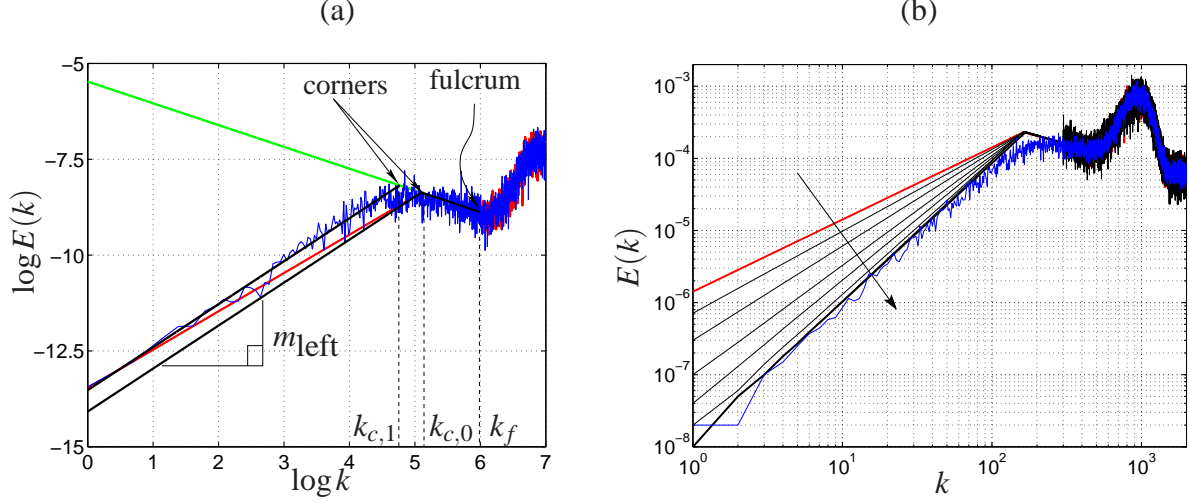 (a)
−5
−7.5
−10
−12.5
−15
log E(k)
corners
fulcrum
m_left
k_{c,1}
k_{c,0}
k_f
0 1 2 3 4 5 6 7
log k
(b)
10^{−3}
10^{−4}
10^{−5}
10^{−6}
10^{−7}
10^{−8}
E(k)
10^0 10^1 10^2 10^3
k